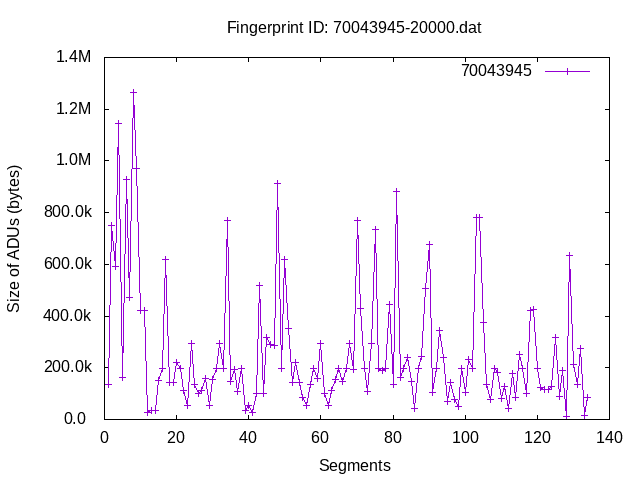 Fingerprint ID: 70043945-20000.dat
70043945
1.4M
1.2M
1.0M
800.0k
600.0k
400.0k
200.0k
0.0
Size of ADUs (bytes)
0 20 40 60 80 100 120 140
Segments